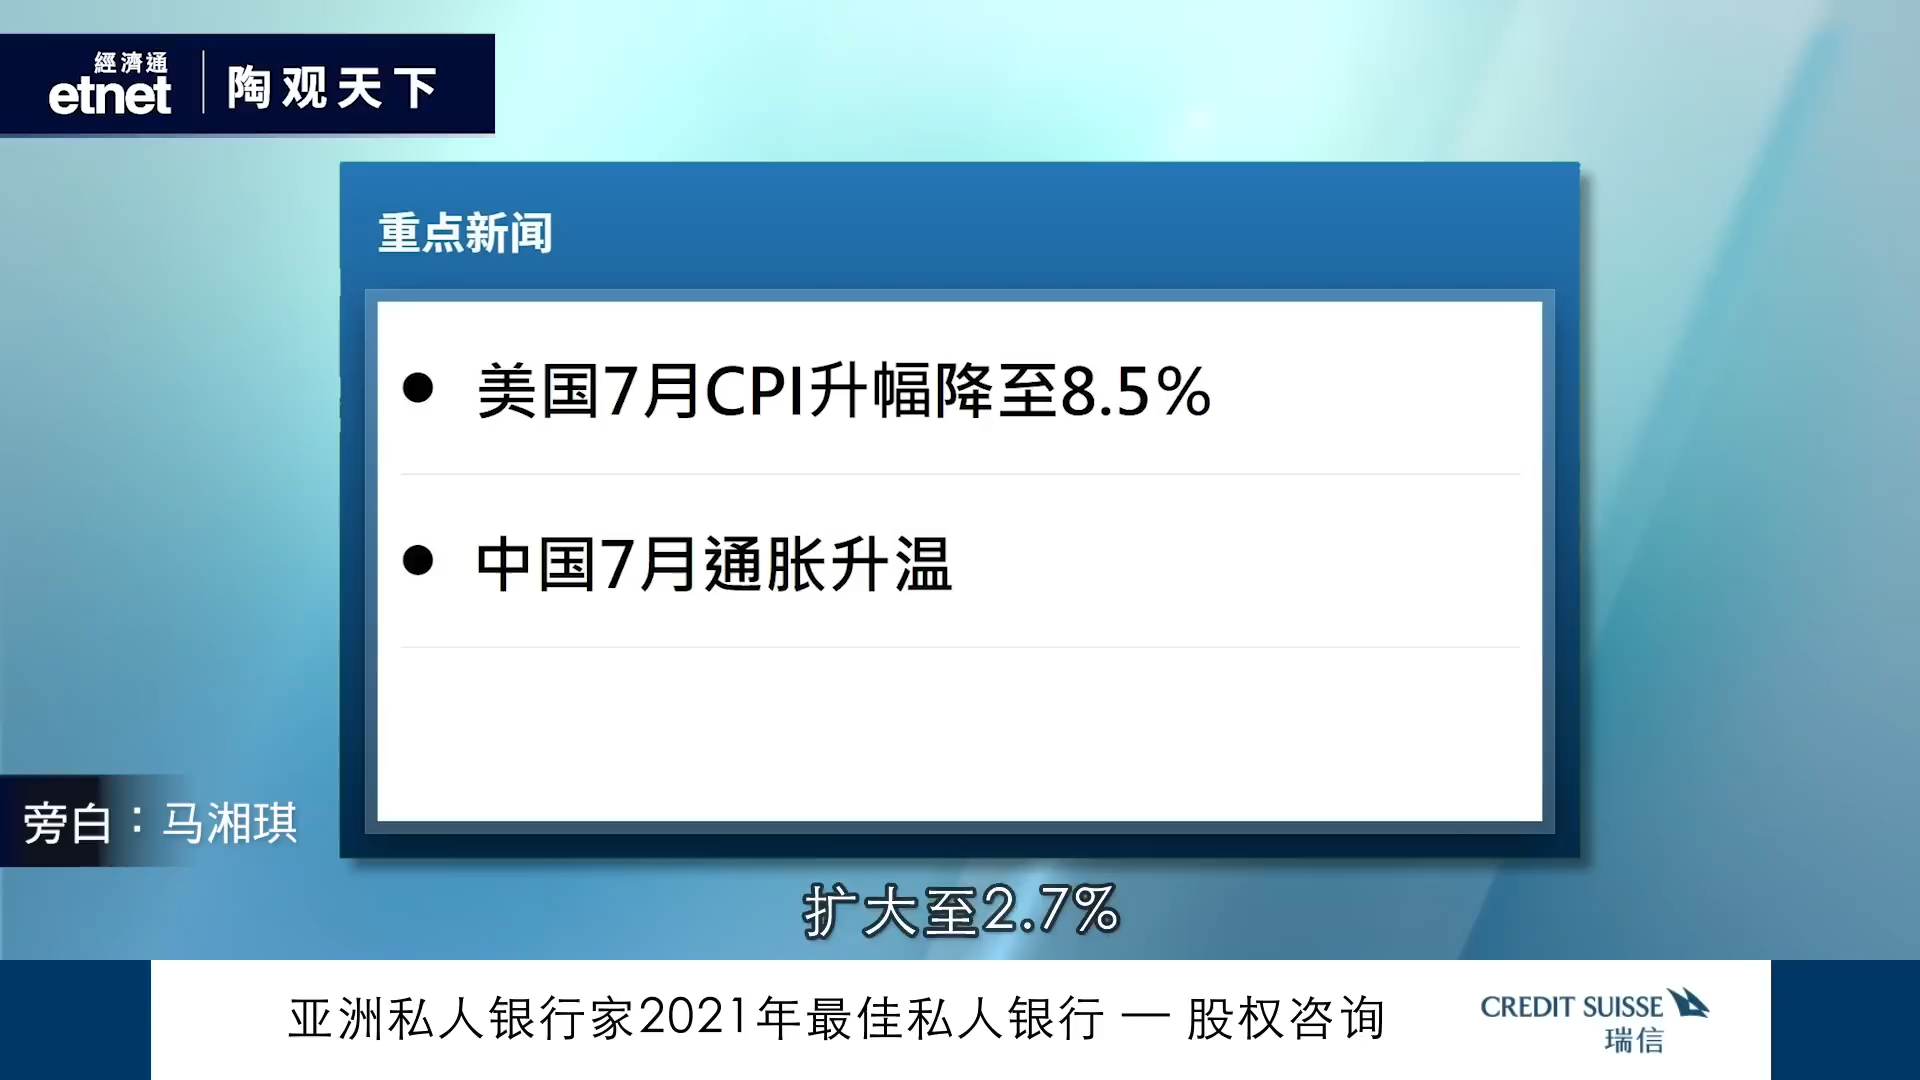 經濟通
etnet
陶观天下
重点新闻
● 美国7月CPI升幅降至8.5%
● 中国7月通胀升温
旁白：马湘琪
扩大至2.7%
亚洲私人银行家2021年最佳私人银行 — 股权咨询
CREDIT SUISSE
瑞信